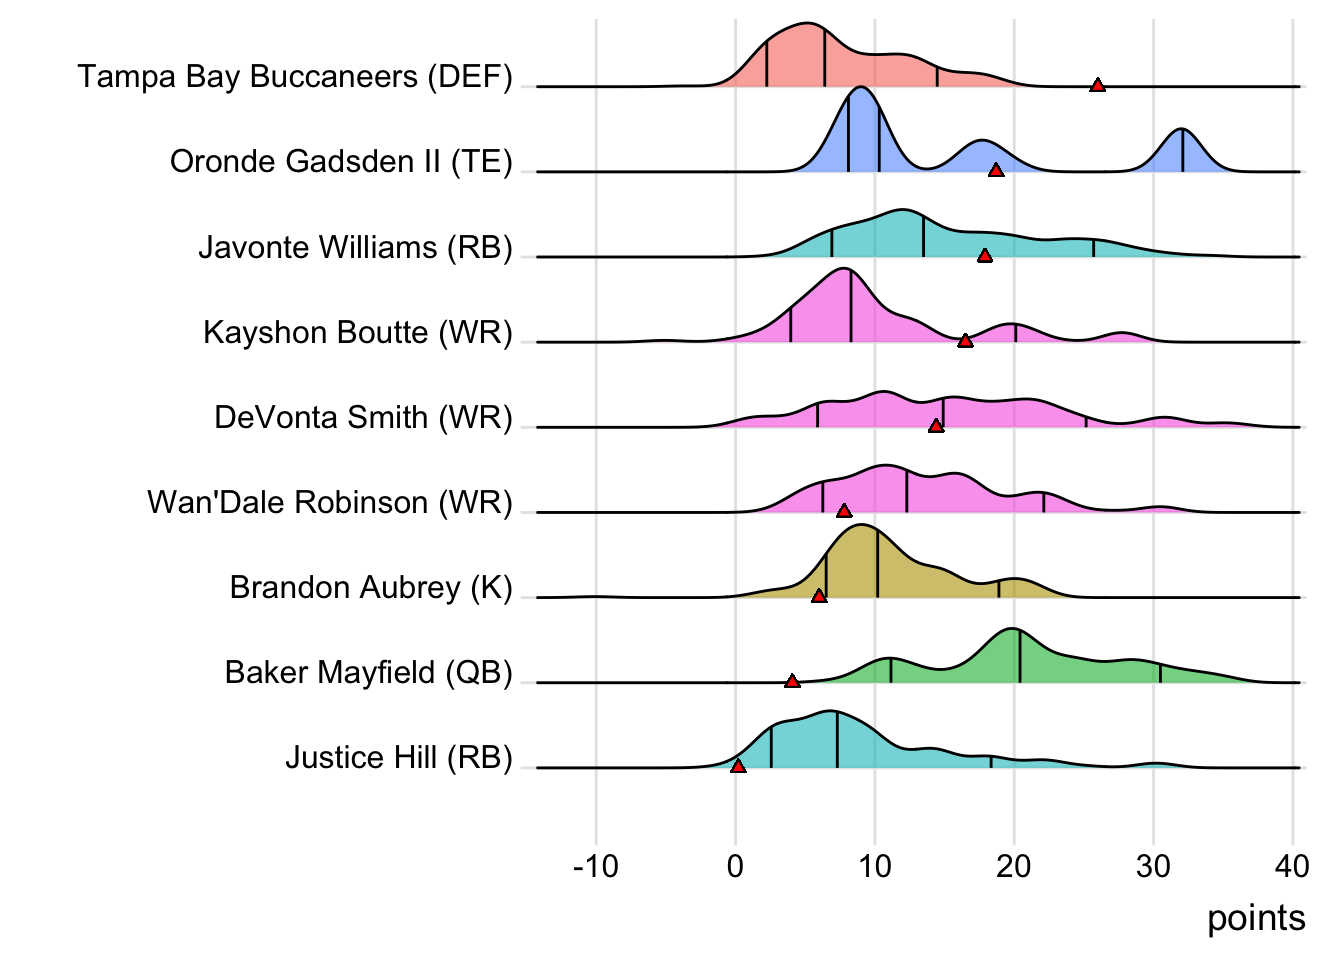 Tampa Bay Buccaneers (DEF)
Oronde Gadsden II (TE)
Javonte Williams (RB)
Kayshon Boutte (WR)
DeVonta Smith (WR)
Wan'Dale Robinson (WR)
Brandon Aubrey (K)
Baker Mayfield (QB)
Justice Hill (RB)
-10 0 10 20 30 40
points